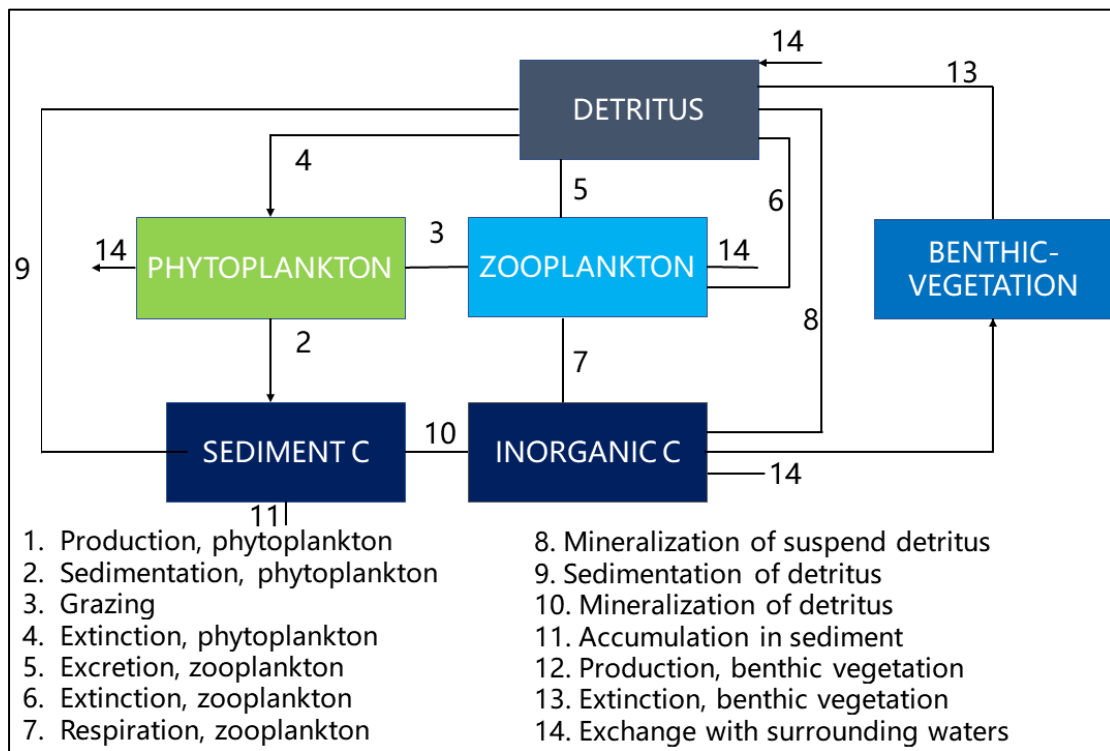 14
13
DETRITUS
4
5
6
9
14
PHYTOPLANKTON
3
ZOOPLANKTON
14
BENTHIC-
VEGETATION
8
2
7
SEDIMENT C
10
INORGANIC C
14
11
1. Production, phytoplankton
2. Sedimentation, phytoplankton
3. Grazing
4. Extinction, phytoplankton
5. Excretion, zooplankton
6. Extinction, zooplankton
7. Respiration, zooplankton
8. Mineralization of suspend detritus
9. Sedimentation of detritus
10. Mineralization of detritus
11. Accumulation in sediment
12. Production, benthic vegetation
13. Extinction, benthic vegetation
14. Exchange with surrounding waters